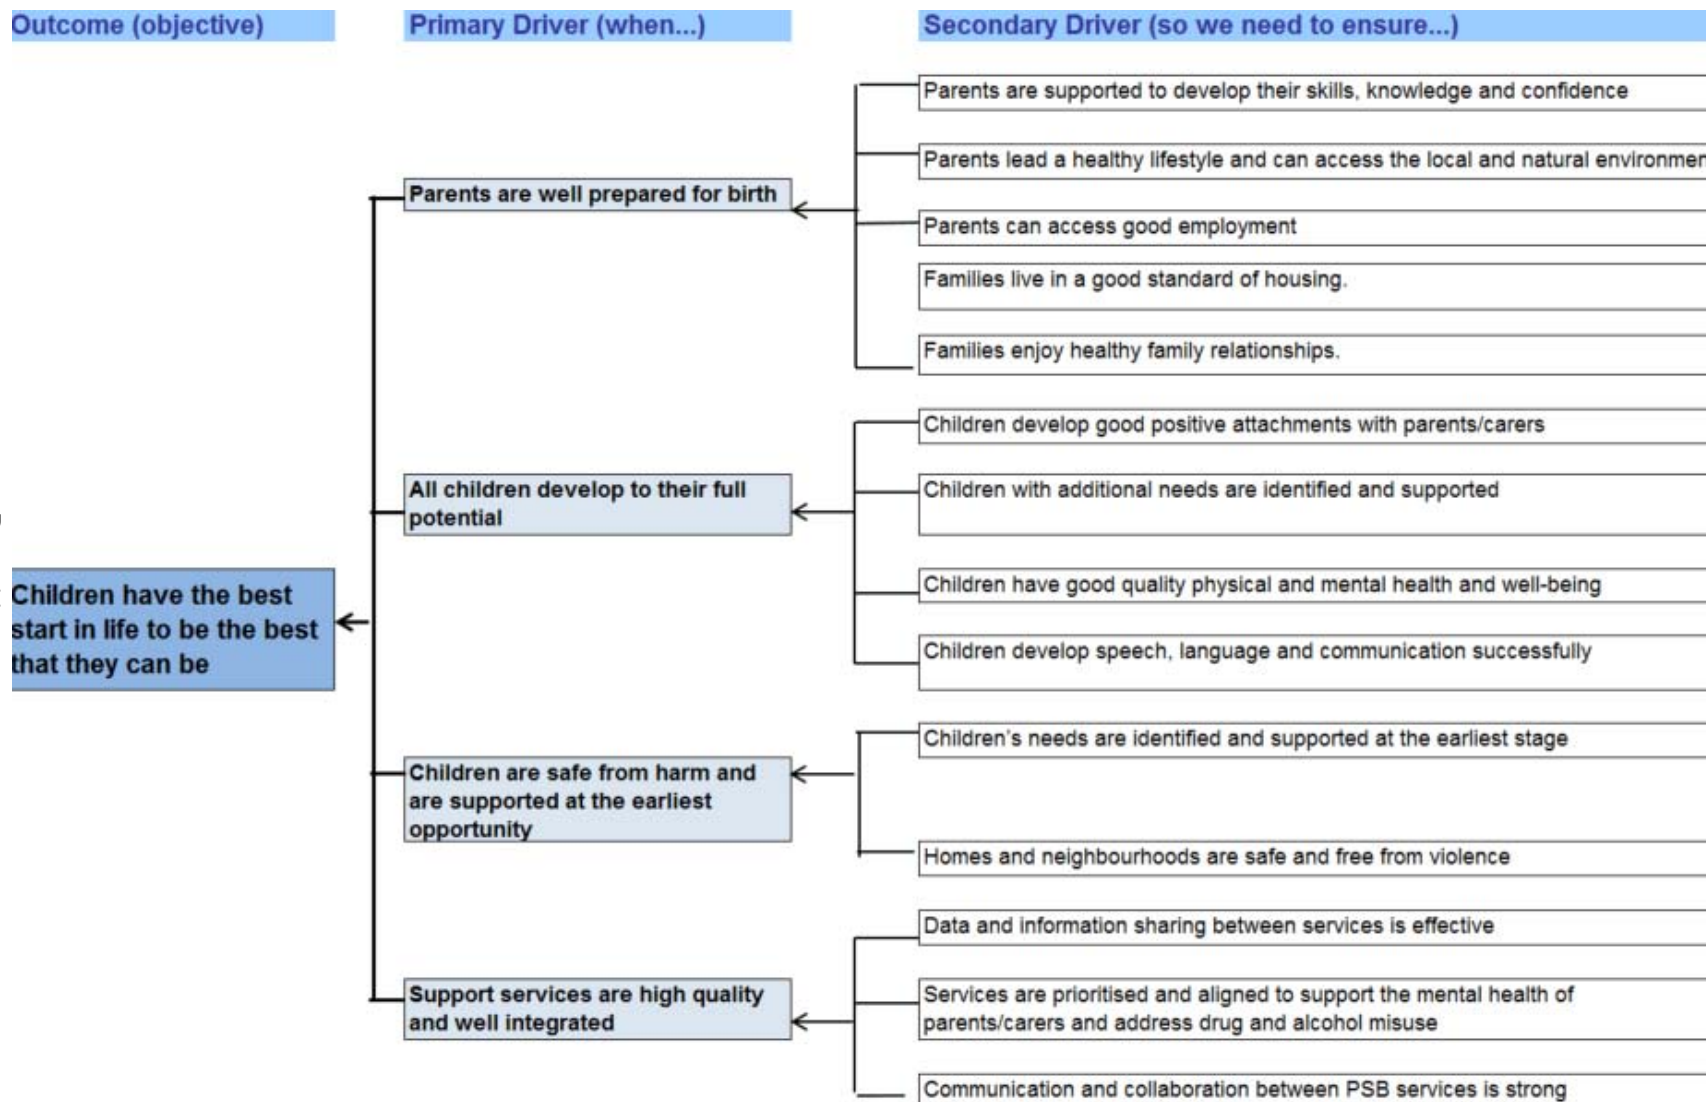 Outcome (objective)
Primary Driver (when...)
Secondary Driver (so we need to ensure...)
Children have the best
start in life to be the best
that they can be
Parents are well prepared for birth
Parents are supported to develop their skills, knowledge and confidence
Parents lead a healthy lifestyle and can access the local and natural environmen
Parents can access good employment
Families live in a good standard of housing.
Families enjoy healthy family relationships.
All children develop to their full
potential
Children develop good positive attachments with parents/carers
Children with additional needs are identified and supported
Children have good quality physical and mental health and well-being
Children develop speech, language and communication successfully
Children are safe from harm and
are supported at the earliest
opportunity
Children's needs are identified and supported at the earliest stage
Homes and neighbourhoods are safe and free from violence
Support services are high quality
and well integrated
Data and information sharing between services is effective
Services are prioritised and aligned to support the mental health of
parents/carers and address drug and alcohol misuse
Communication and collaboration between PSB services is strong